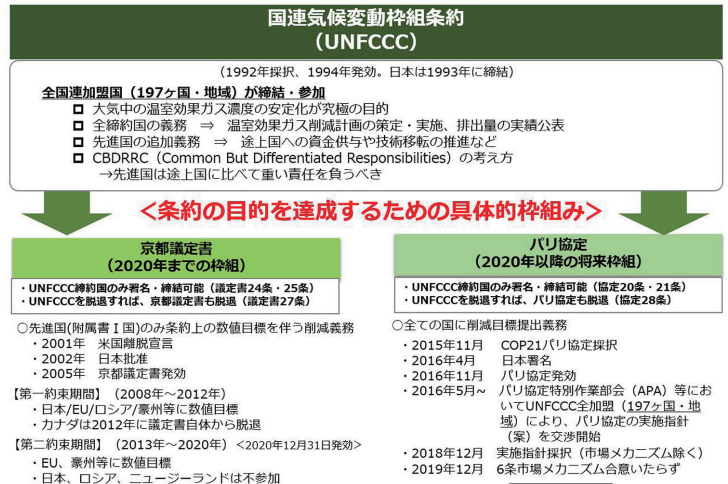 国連気候変動枠組条約
（UNFCCC）
（1992年採択、1994年発効。日本は1993年に締結）
全国連加盟国（197ヶ国・地域）が締結・参加
大気中の温室効果ガス濃度の安定化が究極の目的
全締約国の義務　⇒　温室効果ガス削減計画の策定・実施、排出量の実績公表
先進国の追加義務　⇒　途上国への資金供与や技術移転の推進など
CBDRRC（Common But Differentiated Responsibilities）の考え方
→先進国は途上国に比べて重い責任を負うべき
＜条約の目的を達成するための具体的枠組み＞
京都議定書
（2020年までの枠組）
・UNFCCC締約国のみ署名・締結可能（議定書24条・25条）
・UNFCCCを脱退すれば、京都議定書も脱退（議定書27条）
○先進国(附属書Ⅰ国)のみ条約上の数値目標を伴う削減義務
・2001年　米国離脱宣言
・2002年　日本批准
・2005年　京都議定書発効
【第一約束期間】（2008年～2012年）
・日本/EU/ロシア/豪州等に数値目標
・カナダは2012年に議定書自体から脱退
【第二約束期間】（2013年～2020年）＜2020年12月31日発効＞
・EU、豪州等に数値目標
・日本、ロシア、ニュージーランドは不参加
パリ協定
（2020年以降の将来枠組）
・UNFCCC締約国のみ署名・締結可能（協定20条・21条）
・UNFCCCを脱退すれば、パリ協定も脱退（協定28条）
○全ての国に削減目標提出義務
・2015年11月　COP21パリ協定採択
・2016年4月　日本署名
・2016年11月　パリ協定発効
・2016年5月~　パリ協定特別作業部会（APA）等にお
いてUNFCCC全加盟（197ヶ国・地
域）により、パリ協定の実施指針
（案）を交渉開始
・2018年12月　実施指針採択（市場メカニズム除く）
・2019年12月　6条市場メカニズム合意いたらず